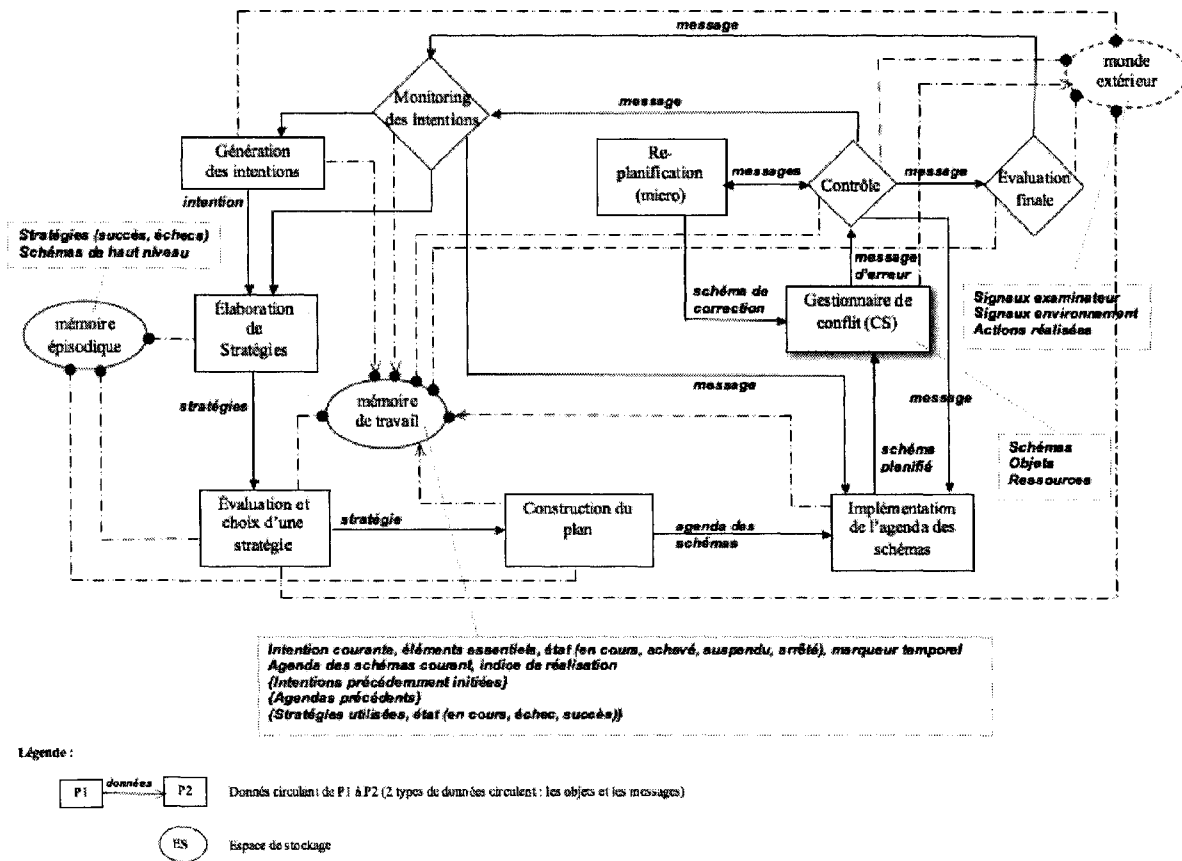 message
monde
extérieur
Monitoring
des intentions
message
Génération
des intentions
Re-
planification
(micro)
messages
Contrôle
message
Évaluation
finale
intention
Stratégies (succès, échecs)
Schémas de haut niveau
message
d'erreur
schéma de
correction
Gestionnaire de
conflit (CS)
Signaux examinateur
Signaux environnement
Actions réalisées
Élaboration
de
Stratégies
mémoire
épisodique
message
message
stratégies
mémoire
de travail
schéma
planifié
Schémas
Objets
Ressources
Évaluation et
choix d'une
stratégie
stratégie
Construction du
plan
agenda des
schémas
Implémentation
de l'agenda des
schémas
Intention courante, éléments essentiels, état (en cours, achevé, suspendu, arrêté), marqueur temporel
Agenda des schémas courant, indice de réalisation
{Intentions précédemment initiées}
{Agendas précédents}
{Stratégies utilisées, état (en cours, échec, succès)}
Légende :
P1
données
P2
Donnés circulant de P1 à P2 (2 types de données circulent : les objets et les messages)
ES
Espace de stockage